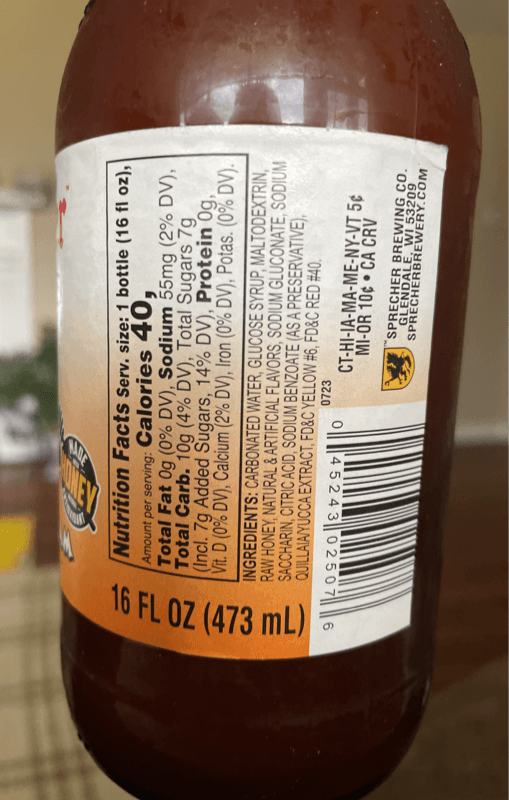 MADE
HONEY
Nutrition Facts Serv. size: 1 bottle (16 fl oz),
Amount per serving: Calories 40,
Total Fat 0g (0% DV), Sodium 55mg (2% DV),
Total Carb. 10g (4% DV), Total Sugars 7g
(Incl. 7g Added Sugars, 14% DV), Protein 0g,
Vit. D (0% DV), Calcium (2% DV), Iron (0% DV), Potas. (0% DV).
INGREDIENTS: CARBONATED WATER, GLUCOSE SYRUP, MALTODEXTRIN,
RAW HONEY, NATURAL & ARTIFICIAL FLAVORS, SODIUM GLUCONATE, SODIUM
SACCHARIN, CITRIC ACID, SODIUM BENZOATE (AS A PRESERVATIVE),
QUILLAIA/YUCCA EXTRACT, FD&C YELLOW #6, FD&C RED #40.
0723
16 FL OZ (473 mL)
CT-HI-IA-MA-ME-NY-VT 5¢
MI-OR 10¢ • CA CRV
SPRECHER BREWING CO.
GLENDALE, WI 53209
SPRECHERBREWERY.COM
0 45243 02507 6